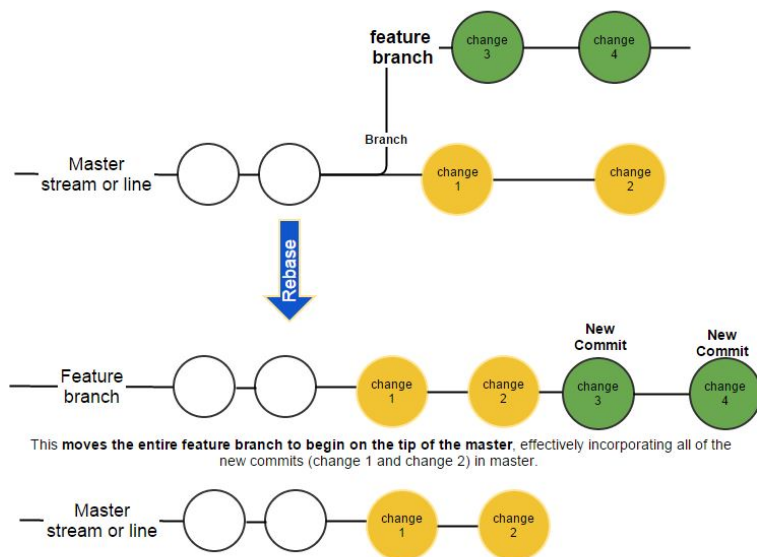 feature
branch
change
3
change
4
Branch
Master
stream or line
change
1
change
2
Rebase
New
Commit
New
Commit
Feature
branch
change
1
change
2
change
3
change
4
This moves the entire feature branch to begin on the tip of the master, effectively incorporating all of the
new commits (change 1 and change 2) in master.
Master
stream or line
change
1
change
2